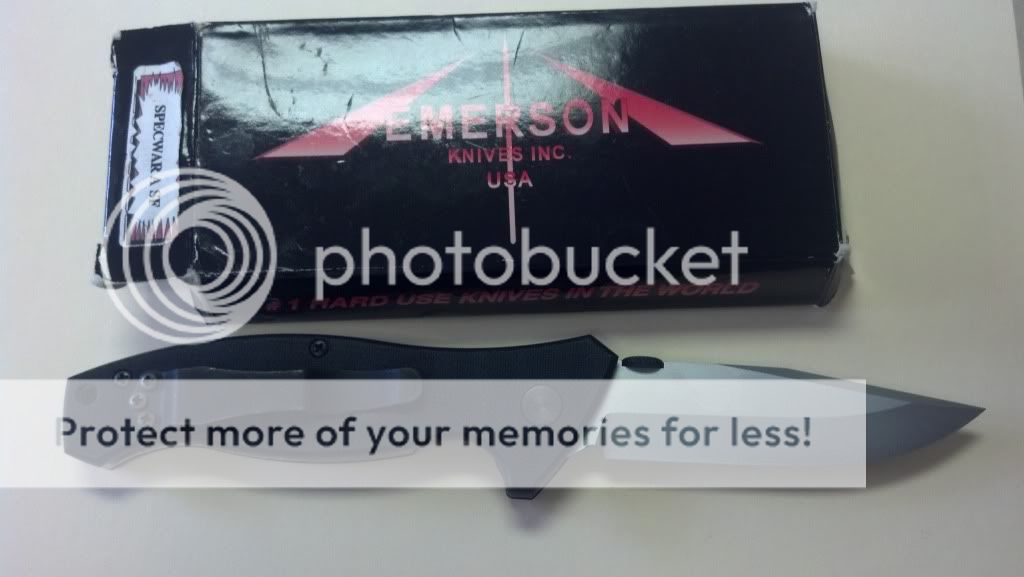 SPECWAR A SF
EMERSON
KNIVES INC.
USA
photobucket
#1 HARD USE KNIVES IN THE WORLD
Protect more of your memories for less!